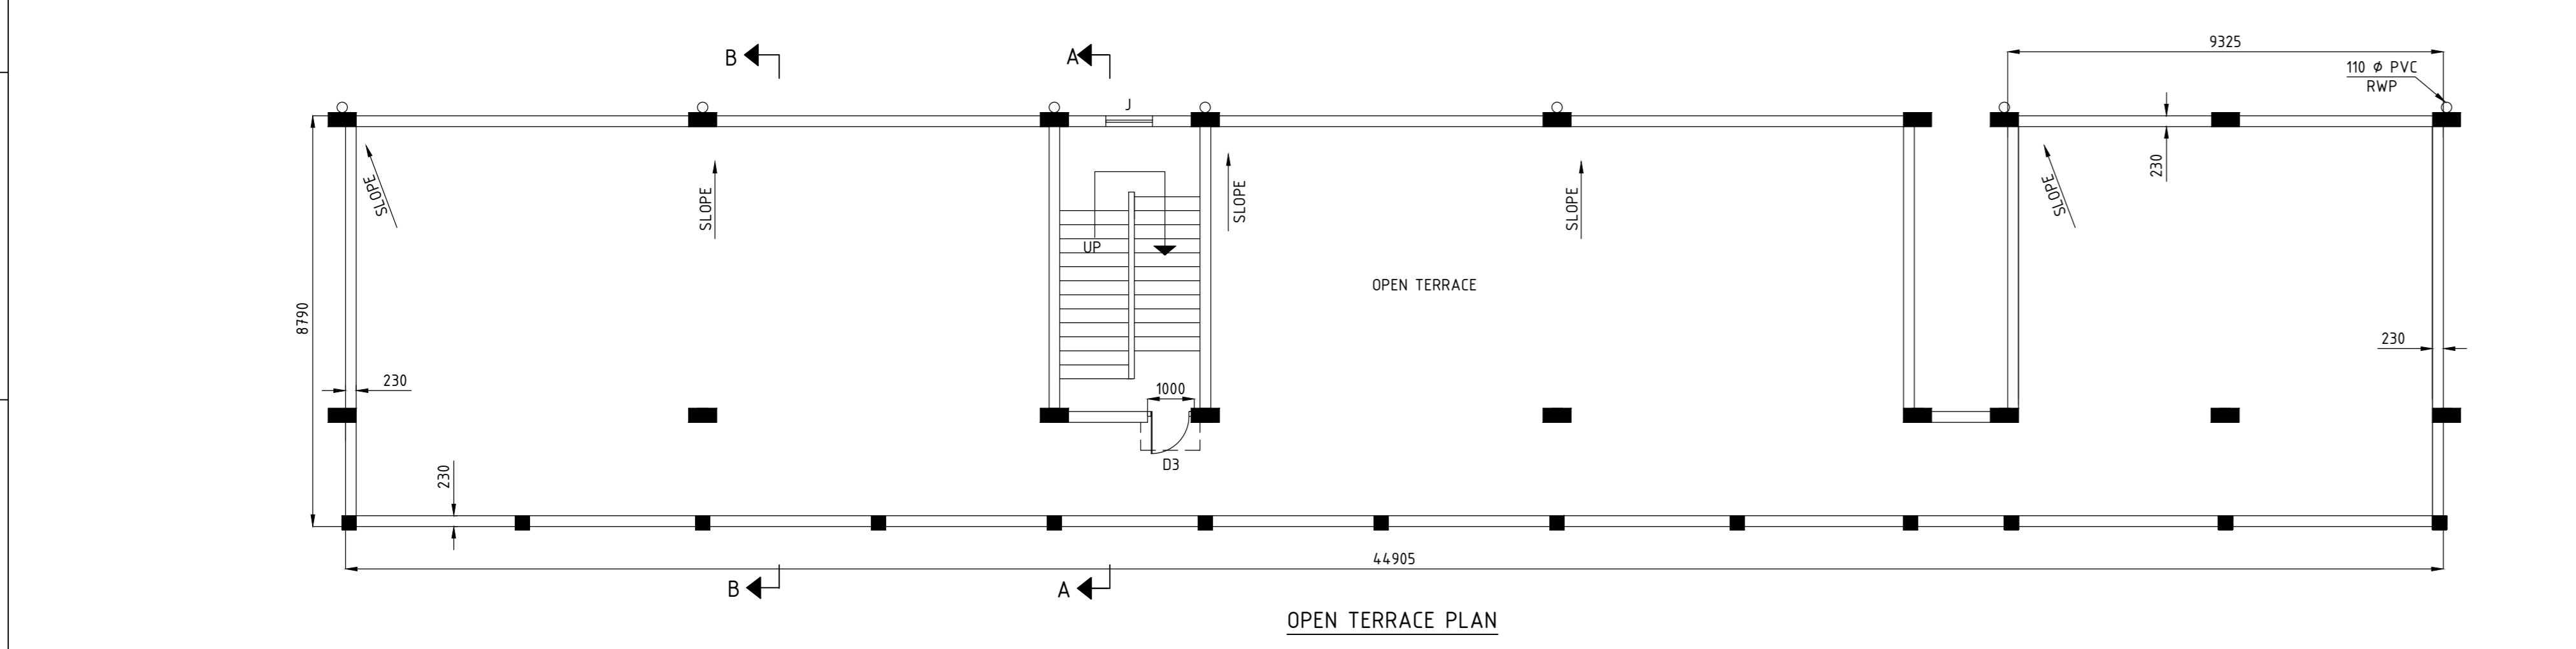 9325
B
A
110 Ø PVC
RWP
J
SLOPE
SLOPE
SLOPE
SLOPE
SLOPE
230
UP
OPEN TERRACE
8790
230
230
1000
230
D3
44905
B
A
OPEN TERRACE PLAN